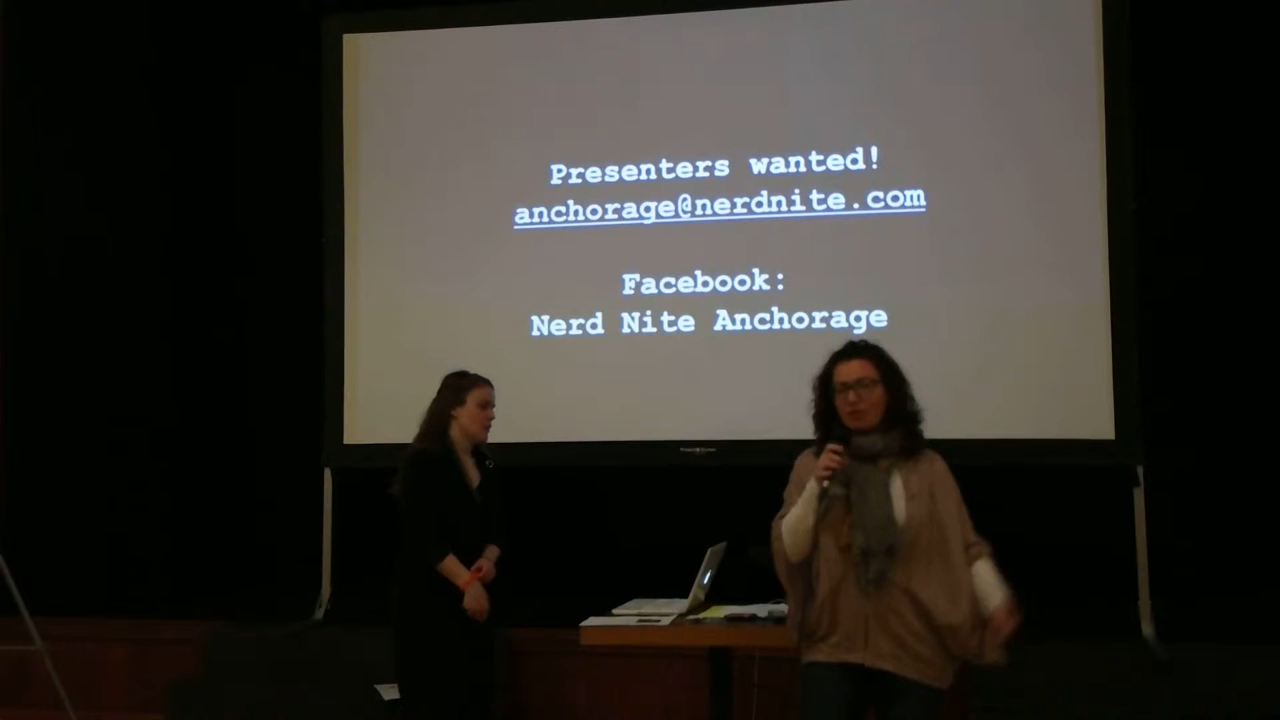 Presenters wanted!
anchorage@nerdnite.com
Facebook:
Nerd Nite Anchorage